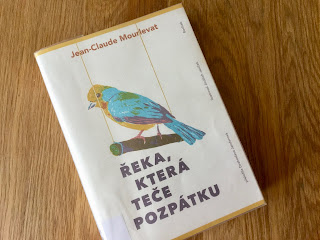 Jean-Claude Mourlevat
ŘEKA,
KTERÁ
TEČE
POZPÁTKU